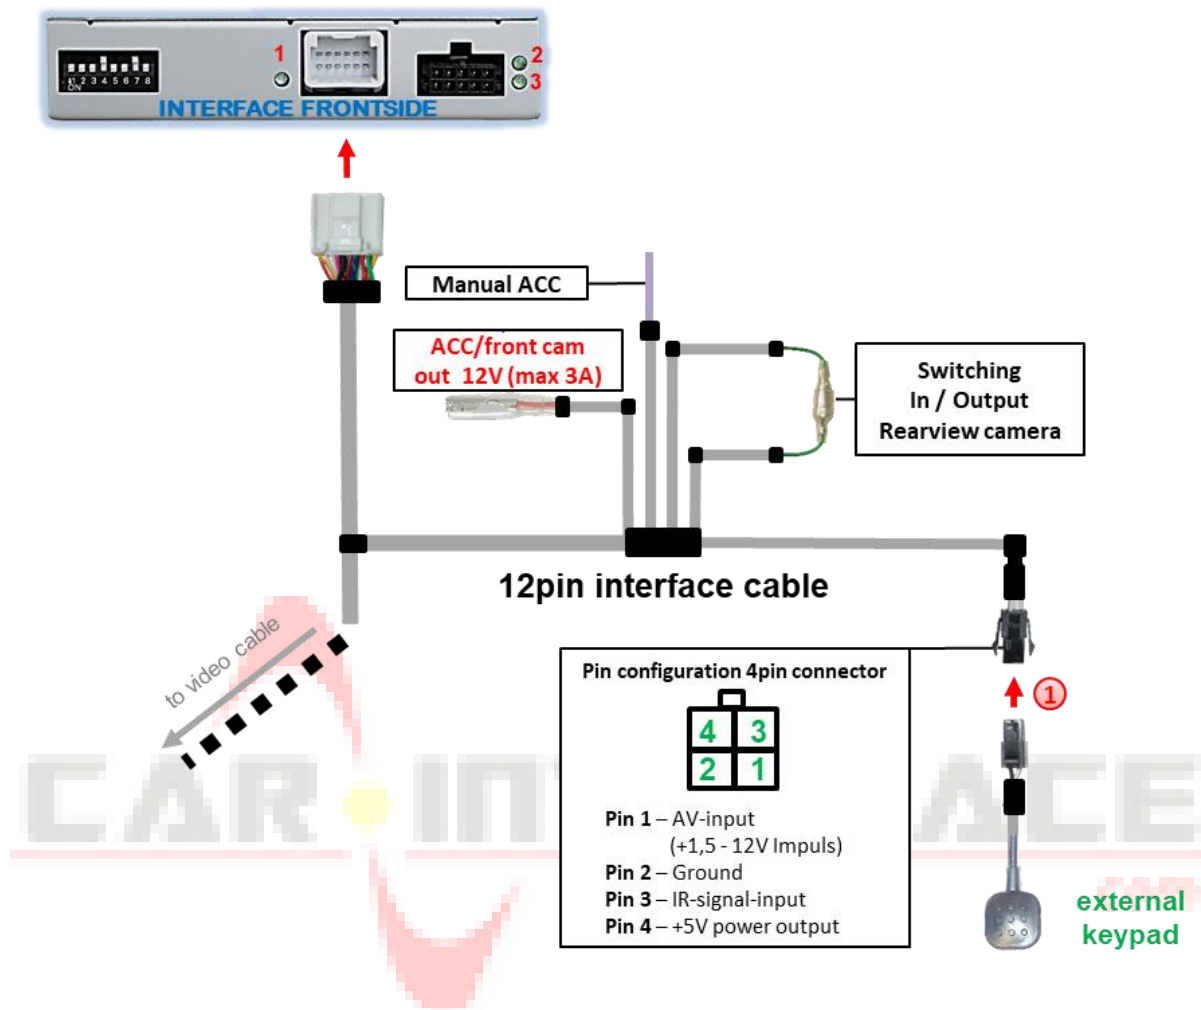 1
2
3
1 2 3 4 5 6 7 8
ON
INTERFACE FRONTSIDE
Manual ACC
ACC/front cam
out 12V (max 3A)
Switching
In / Output
Rearview camera
12pin interface cable
to video cable
Pin configuration 4pin connector
4 3
2 1
Pin 1 – AV-input
(+1,5 - 12V Impuls)
Pin 2 – Ground
Pin 3 – IR-signal-input
Pin 4 – +5V power output
1
external
keypad